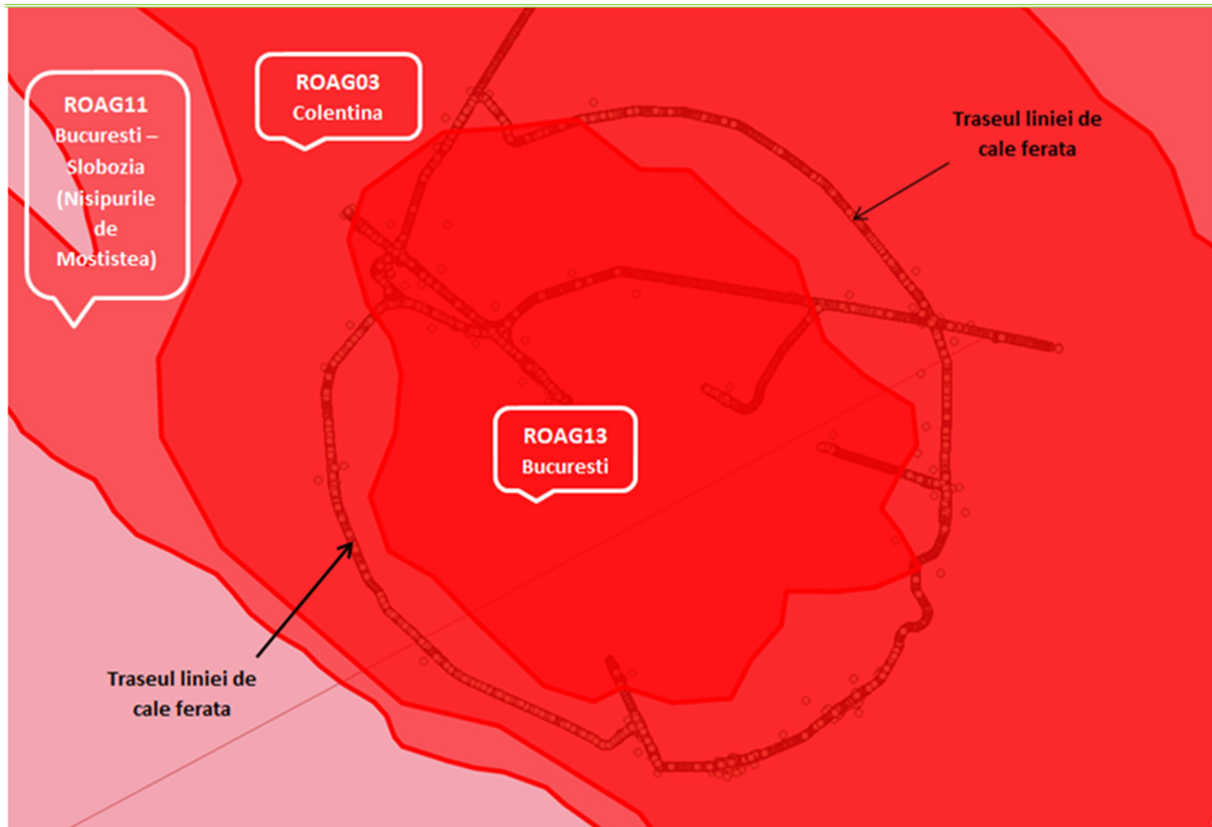 ROAG11
Bucuresti –
Slobozia
(Nisipurile
de
Mostistea)
ROAG03
Colentina
Traseul liniei de
cale ferata
ROAG13
Bucuresti
Traseul liniei de
cale ferata